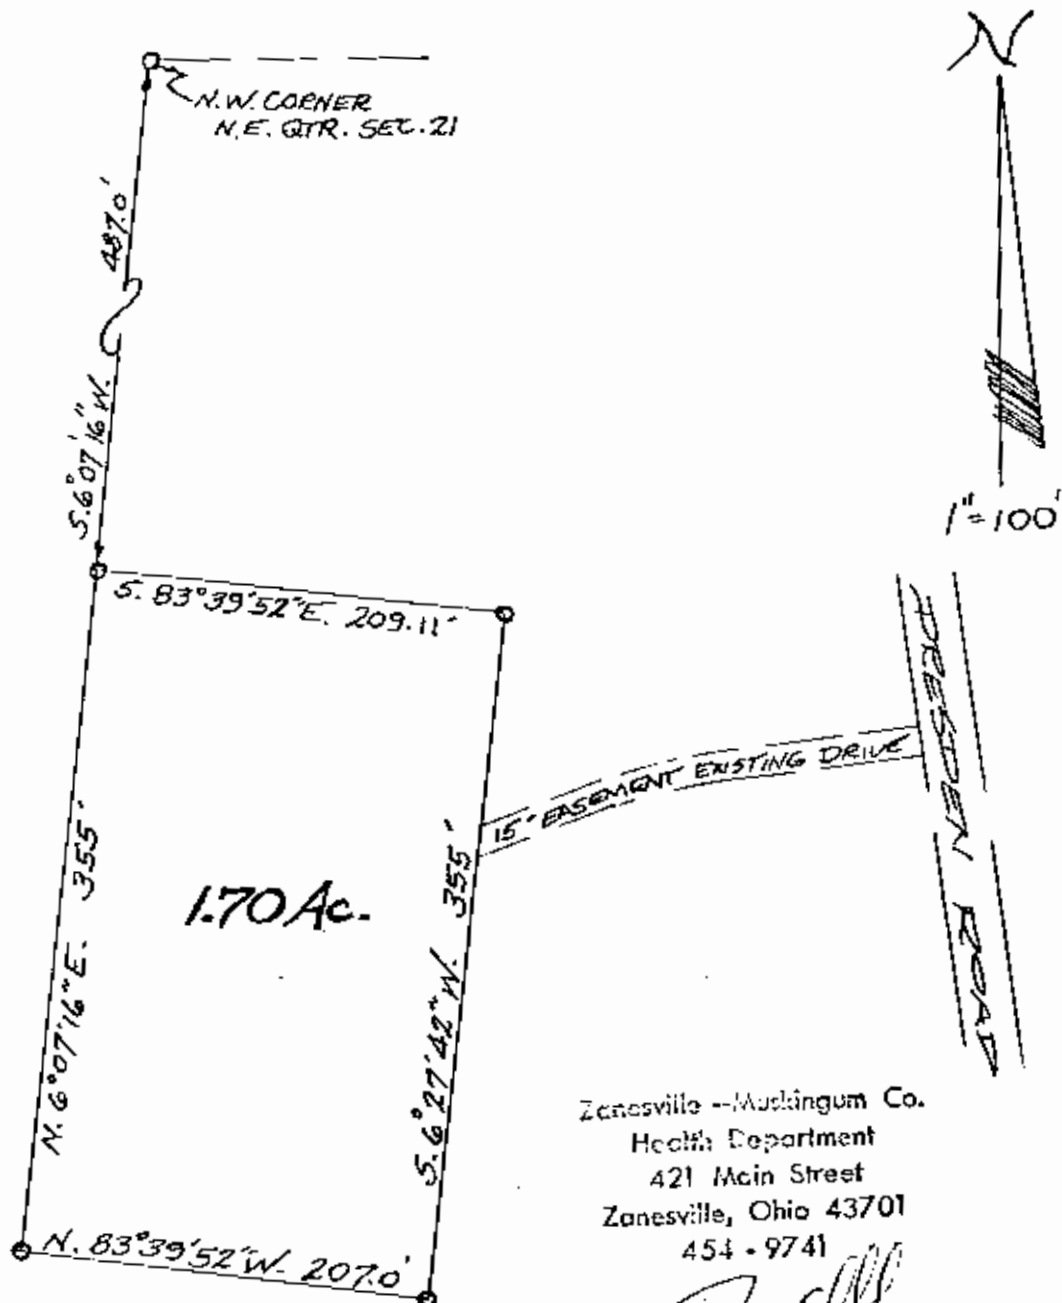 N
N.W. CORNER
N.E. QTR. SEC. 21
487.0'
S. 6° 07' 16" W.
1" = 100'
S. 83° 39' 52" E. 209.11'
DRESDEN ROAD
15' EASEMENT EXISTING DRIVE
1.70 Ac.
N. 6° 07' 16" E. 355'
S. 6° 27' 42" W. 355'
Zanesville --Muskingum Co.
Health Department
421 Main Street
Zanesville, Ohio 43701
454 - 9741
N. 83° 39' 52" W. 207.0'